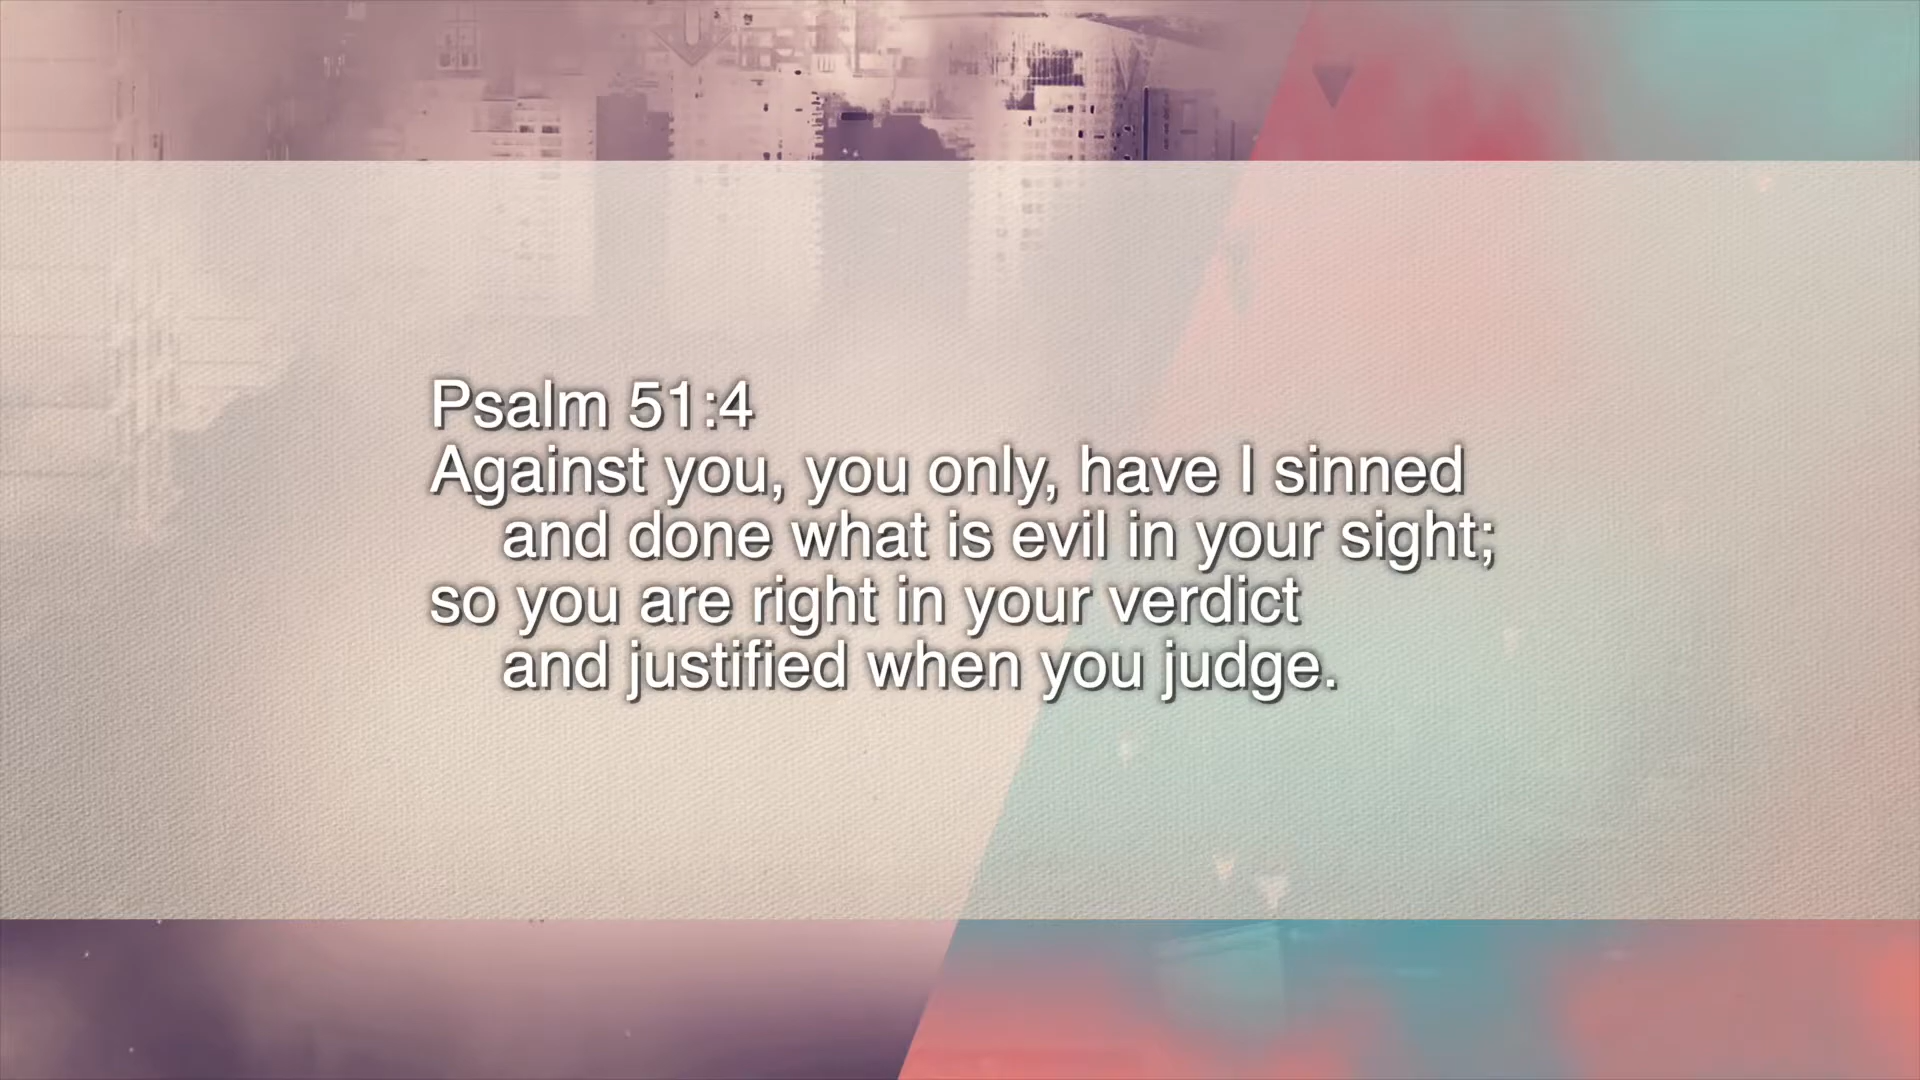 Psalm 51:4
Against you, you only, have I sinned
and done what is evil in your sight;
so you are right in your verdict
and justified when you judge.